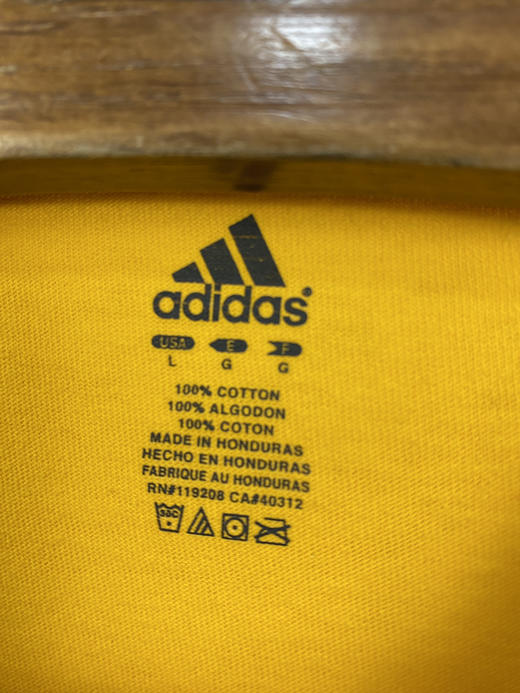 adidas®
USA E F
L G G
100% COTTON
100% ALGODON
100% COTON
MADE IN HONDURAS
HECHO EN HONDURAS
FABRIQUE AU HONDURAS
RN#119208 CA#40312
30C